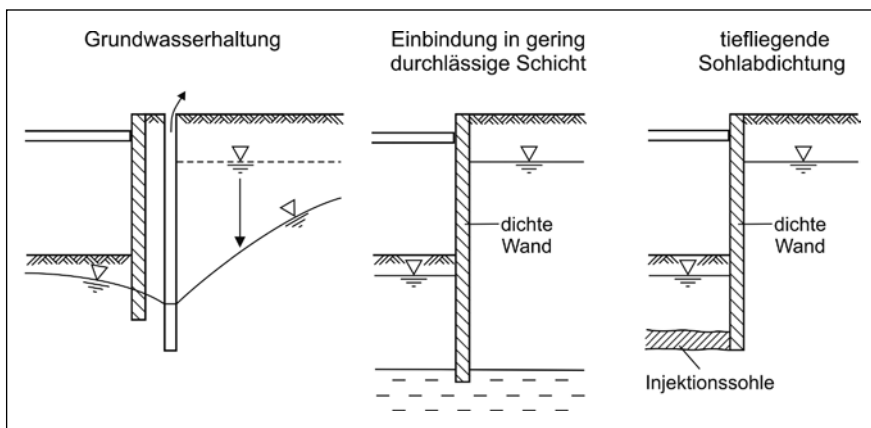 Grundwasserhaltung
Einbindung in gering
durchlässige Schicht
tiefliegende
Sohlabdichtung
dichte
Wand
dichte
Wand
Injektionssohle